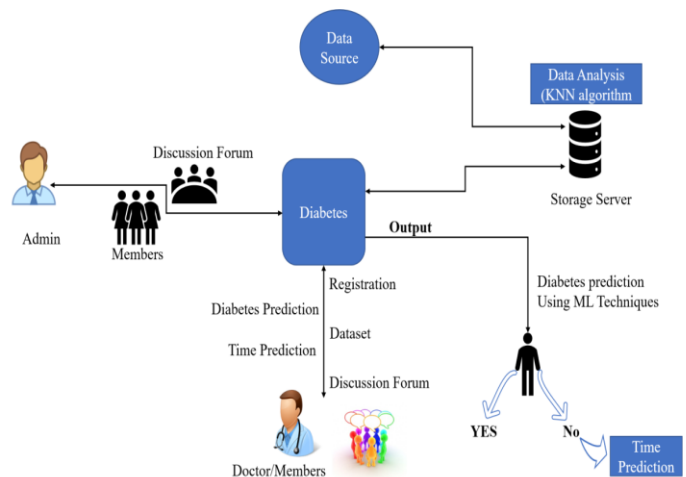 Data
Source
Data Analysis
(KNN algorithm
Storage Server
Discussion Forum
Admin
Members
Diabetes
Output
Registration
Diabetes Prediction
Dataset
Time Prediction
Discussion Forum
Doctor/Members
Diabetes prediction
Using ML Techniques
YES
No
Time
Prediction